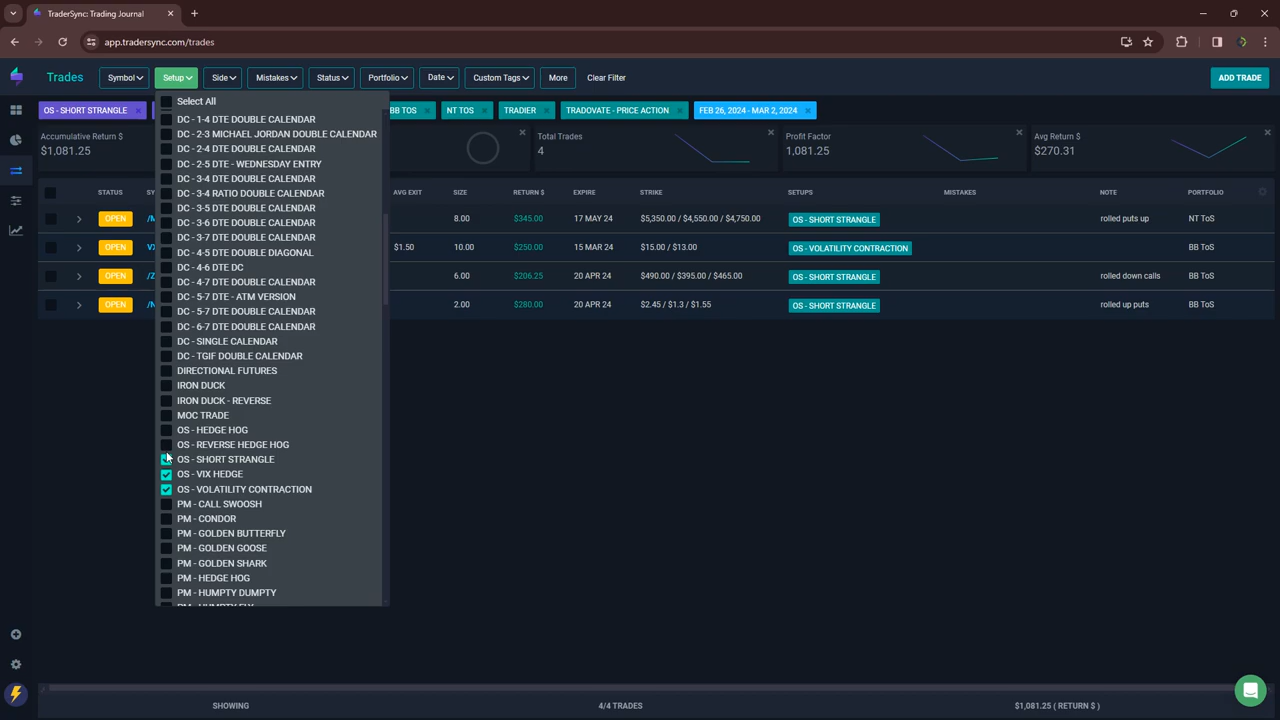 TraderSync: Trading Journal
app.tradersync.com/trades
Trades
Symbol
Setup
Side
Mistakes
Status
Portfolio
Date
Custom Tags
More
Clear Filter
ADD TRADE
OS - SHORT STRANGLE
BB TOS
NT TOS
TRADIER
TRADOVATE - PRICE ACTION
FEB 26, 2024 - MAR 2, 2024
Accumulative Return $
$1,081.25
Total Trades
4
Profit Factor
1,081.25
Avg Return $
$270.31
Select All
DC - 1-4 DTE DOUBLE CALENDAR
DC - 2-3 MICHAEL JORDAN DOUBLE CALENDAR
DC - 2-4 DTE DOUBLE CALENDAR
DC - 2-5 DTE - WEDNESDAY ENTRY
DC - 3-4 DTE DOUBLE CALENDAR
DC - 3-4 RATIO DOUBLE CALENDAR
DC - 3-5 DTE DOUBLE CALENDAR
DC - 3-6 DTE DOUBLE CALENDAR
DC - 3-7 DTE DOUBLE CALENDAR
DC - 4-5 DTE DOUBLE DIAGONAL
DC - 4-6 DTE DC
DC - 4-7 DTE DOUBLE CALENDAR
DC - 5-7 DTE - ATM VERSION
DC - 5-7 DTE DOUBLE CALENDAR
DC - 6-7 DTE DOUBLE CALENDAR
DC - SINGLE CALENDAR
DC - TGIF DOUBLE CALENDAR
DIRECTIONAL FUTURES
IRON DUCK
IRON DUCK - REVERSE
MOC TRADE
OS - HEDGE HOG
OS - REVERSE HEDGE HOG
OS - SHORT STRANGLE
OS - VIX HEDGE
OS - VOLATILITY CONTRACTION
PM - CALL SWOOSH
PM - CONDOR
PM - GOLDEN BUTTERFLY
PM - GOLDEN GOOSE
PM - GOLDEN SHARK
PM - HEDGE HOG
PM - HUMPTY DUMPTY
PM - HUMPTY FLY
STATUS SY AVG EXIT SIZE RETURN $ EXPIRE STRIKE SETUPS MISTAKES NOTE PORTFOLIO
OPEN 8.00 $345.00 17 MAY 24 $5,350.00 / $4,550.00 / $4,750.00 OS - SHORT STRANGLE rolled puts up NT ToS
OPEN $1.50 10.00 $250.00 15 MAR 24 $15.00 / $13.00 OS - VOLATILITY CONTRACTION BB ToS
OPEN 6.00 $206.25 20 APR 24 $490.00 / $395.00 / $465.00 OS - SHORT STRANGLE rolled down calls BB ToS
OPEN 2.00 $280.00 20 APR 24 $2.45 / $1.3 / $1.55 OS - SHORT STRANGLE rolled up puts BB ToS
SHOWING 4/4 TRADES $1,081.25 ( RETURN $ )